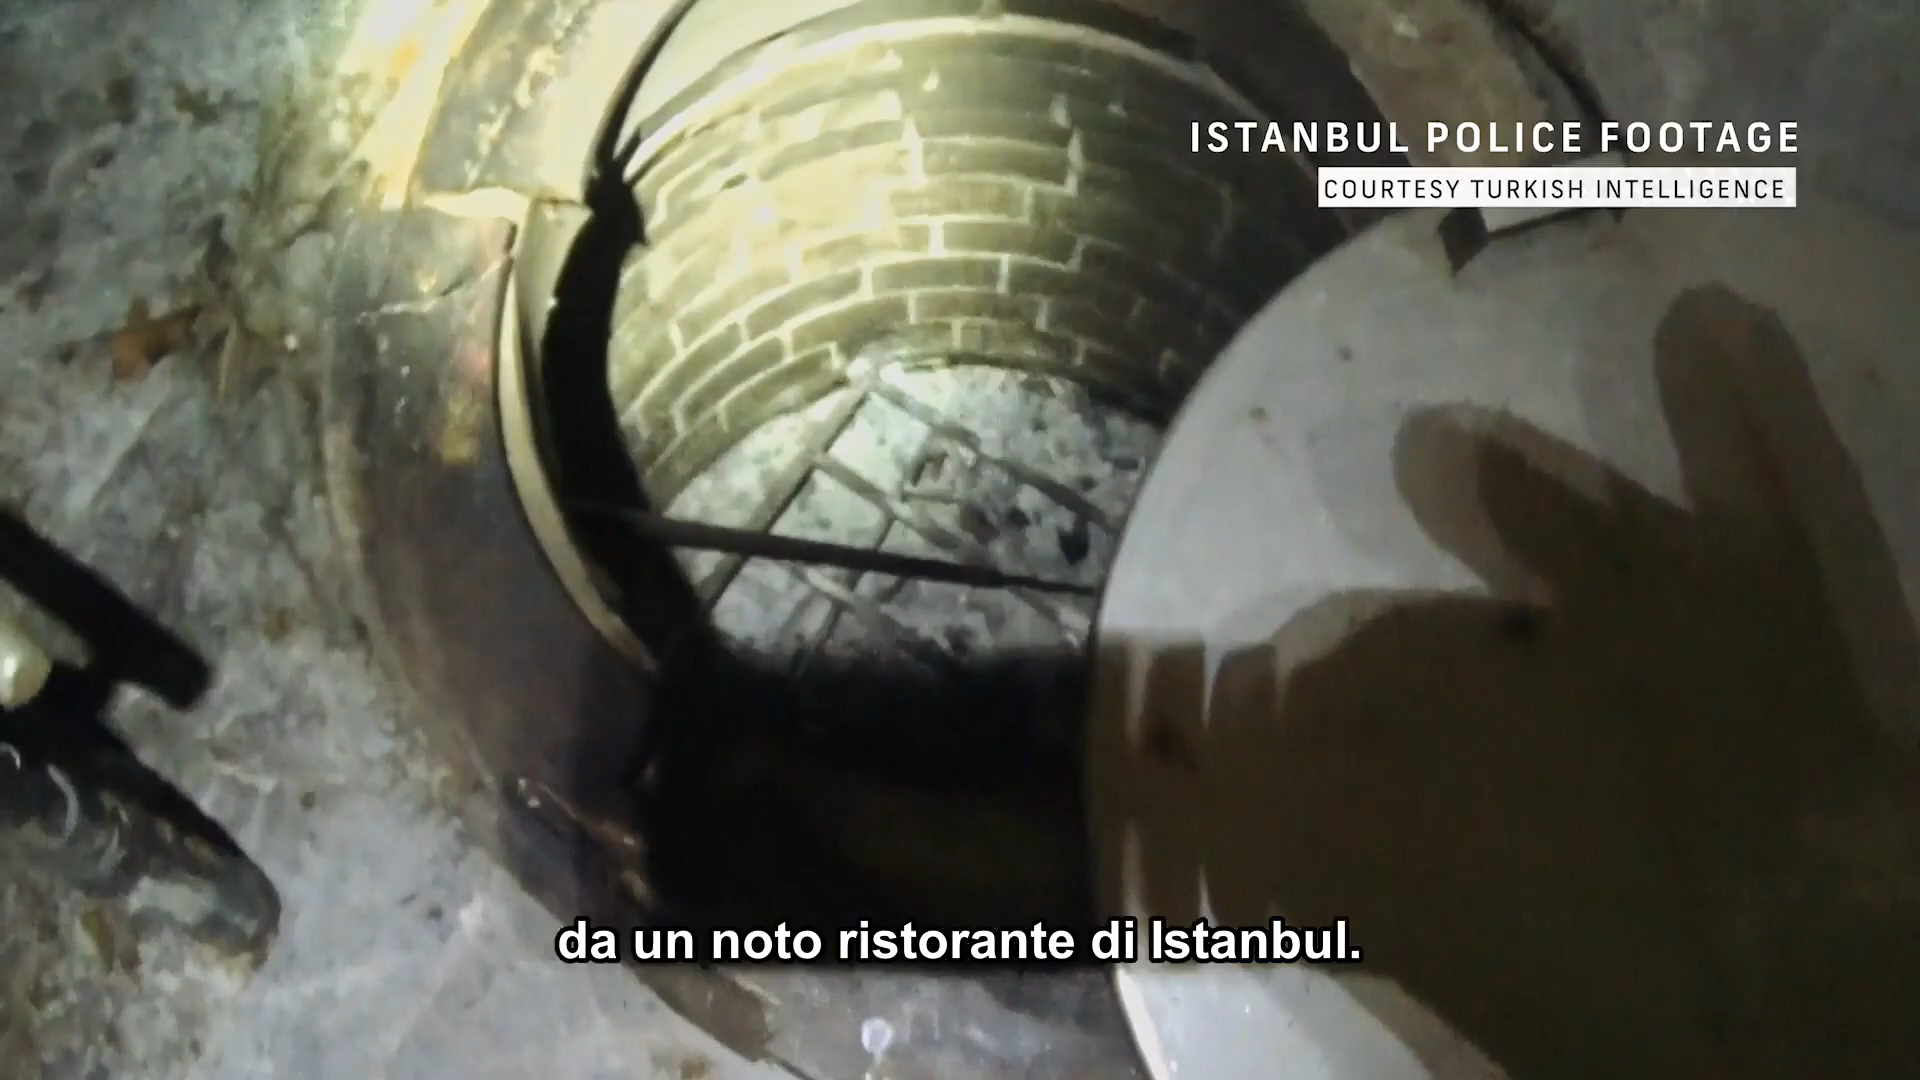 ISTANBUL POLICE FOOTAGE
COURTESY TURKISH INTELLIGENCE
da un noto ristorante di Istanbul.